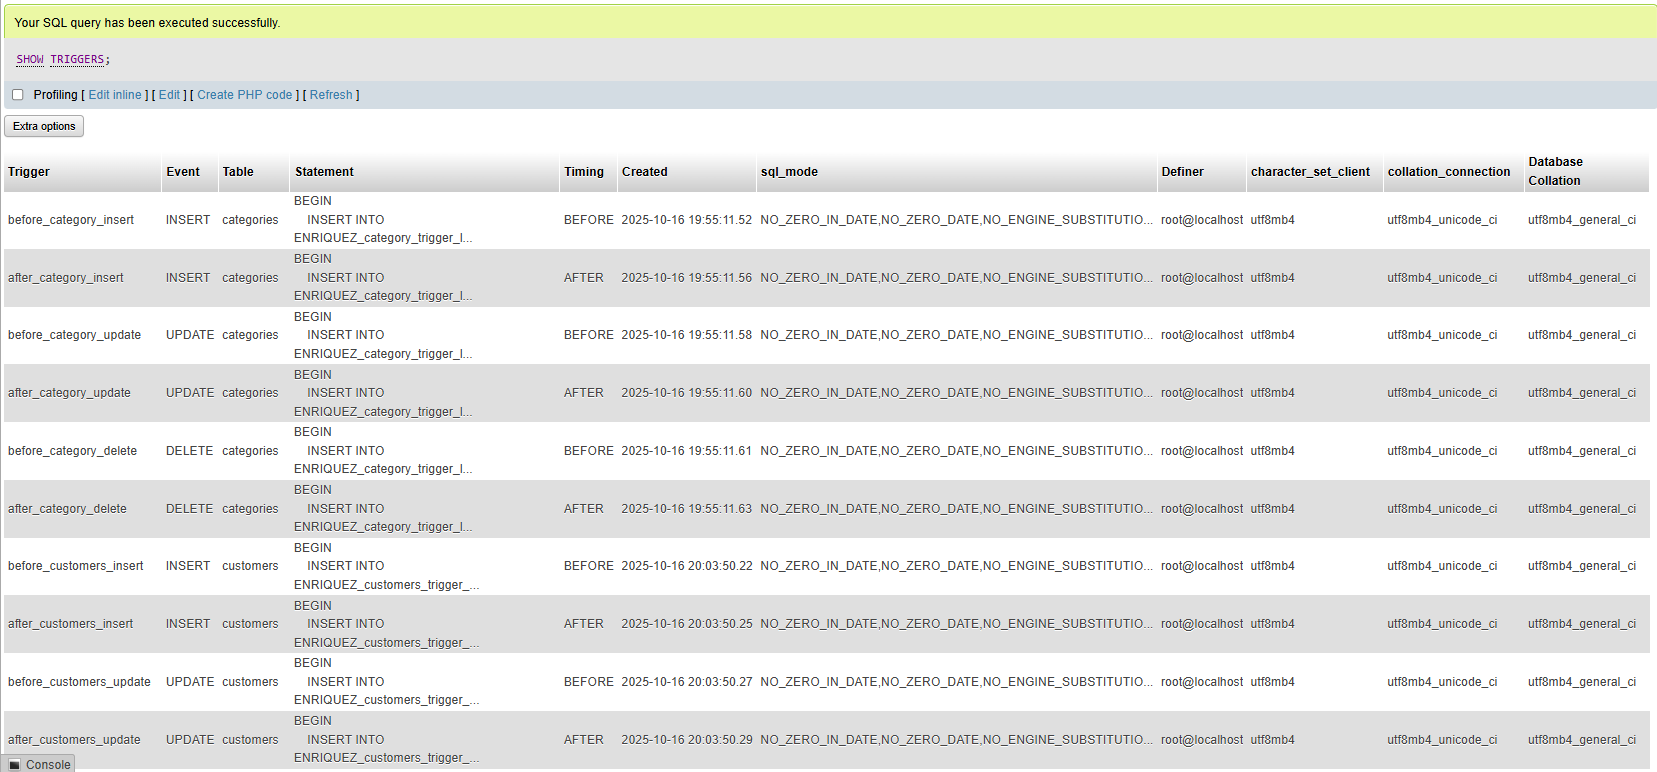 Your SQL query has been executed successfully.
SHOW TRIGGERS;
Profiling [ Edit inline ] [ Edit ] [ Create PHP code ] [ Refresh ]
Extra options
Trigger Event Table Statement Timing Created sql_mode Definer character_set_client collation_connection Database Collation
BEGIN
before_category_insert INSERT categories INSERT INTO BEFORE 2025-10-16 19:55:11.52 NO_ZERO_IN_DATE,NO_ZERO_DATE,NO_ENGINE_SUBSTITUTIO... root@localhost utf8mb4 utf8mb4_unicode_ci utf8mb4_general_ci
ENRIQUEZ_category_trigger_l...
BEGIN
after_category_insert INSERT categories INSERT INTO AFTER 2025-10-16 19:55:11.56 NO_ZERO_IN_DATE,NO_ZERO_DATE,NO_ENGINE_SUBSTITUTIO... root@localhost utf8mb4 utf8mb4_unicode_ci utf8mb4_general_ci
ENRIQUEZ_category_trigger_l...
BEGIN
before_category_update UPDATE categories INSERT INTO BEFORE 2025-10-16 19:55:11.58 NO_ZERO_IN_DATE,NO_ZERO_DATE,NO_ENGINE_SUBSTITUTIO... root@localhost utf8mb4 utf8mb4_unicode_ci utf8mb4_general_ci
ENRIQUEZ_category_trigger_l...
BEGIN
after_category_update UPDATE categories INSERT INTO AFTER 2025-10-16 19:55:11.60 NO_ZERO_IN_DATE,NO_ZERO_DATE,NO_ENGINE_SUBSTITUTIO... root@localhost utf8mb4 utf8mb4_unicode_ci utf8mb4_general_ci
ENRIQUEZ_category_trigger_l...
BEGIN
before_category_delete DELETE categories INSERT INTO BEFORE 2025-10-16 19:55:11.61 NO_ZERO_IN_DATE,NO_ZERO_DATE,NO_ENGINE_SUBSTITUTIO... root@localhost utf8mb4 utf8mb4_unicode_ci utf8mb4_general_ci
ENRIQUEZ_category_trigger_l...
BEGIN
after_category_delete DELETE categories INSERT INTO AFTER 2025-10-16 19:55:11.63 NO_ZERO_IN_DATE,NO_ZERO_DATE,NO_ENGINE_SUBSTITUTIO... root@localhost utf8mb4 utf8mb4_unicode_ci utf8mb4_general_ci
ENRIQUEZ_category_trigger_l...
BEGIN
before_customers_insert INSERT customers INSERT INTO BEFORE 2025-10-16 20:03:50.22 NO_ZERO_IN_DATE,NO_ZERO_DATE,NO_ENGINE_SUBSTITUTIO... root@localhost utf8mb4 utf8mb4_unicode_ci utf8mb4_general_ci
ENRIQUEZ_customers_trigger_...
BEGIN
after_customers_insert INSERT customers INSERT INTO AFTER 2025-10-16 20:03:50.25 NO_ZERO_IN_DATE,NO_ZERO_DATE,NO_ENGINE_SUBSTITUTIO... root@localhost utf8mb4 utf8mb4_unicode_ci utf8mb4_general_ci
ENRIQUEZ_customers_trigger_...
BEGIN
before_customers_update UPDATE customers INSERT INTO BEFORE 2025-10-16 20:03:50.27 NO_ZERO_IN_DATE,NO_ZERO_DATE,NO_ENGINE_SUBSTITUTIO... root@localhost utf8mb4 utf8mb4_unicode_ci utf8mb4_general_ci
ENRIQUEZ_customers_trigger_...
BEGIN
after_customers_update UPDATE customers INSERT INTO AFTER 2025-10-16 20:03:50.29 NO_ZERO_IN_DATE,NO_ZERO_DATE,NO_ENGINE_SUBSTITUTIO... root@localhost utf8mb4 utf8mb4_unicode_ci utf8mb4_general_ci
ENRIQUEZ_customers_trigger_...
Console